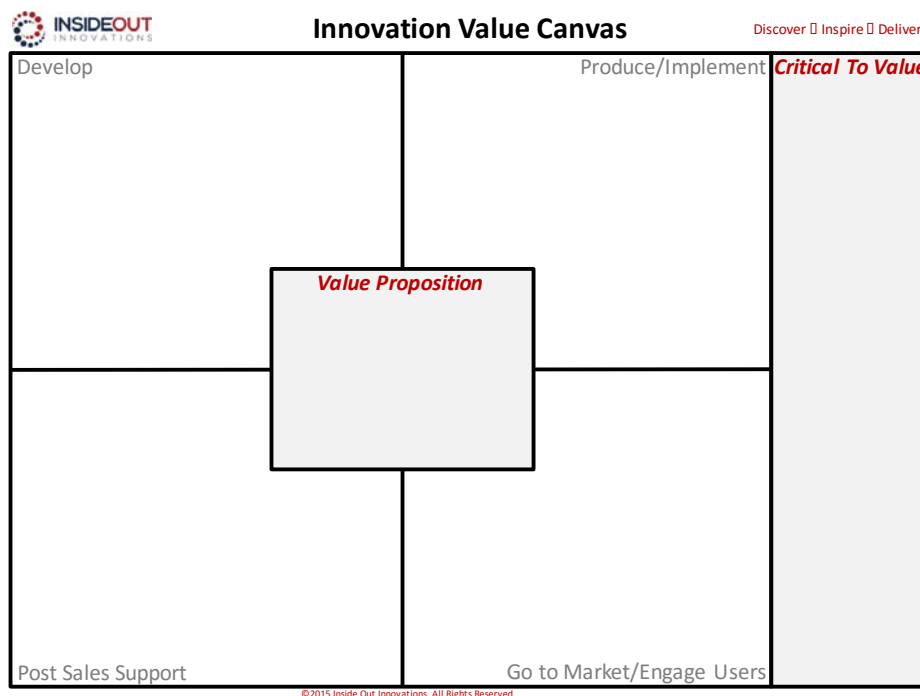 INSIDEOUT
INNOVATIONS
Innovation Value Canvas
Discover ▯ Inspire ▯ Deliver
Develop
Produce/Implement
Critical To Value
Value Proposition
Post Sales Support
Go to Market/Engage Users
©2015 Inside Out Innovations. All Rights Reserved